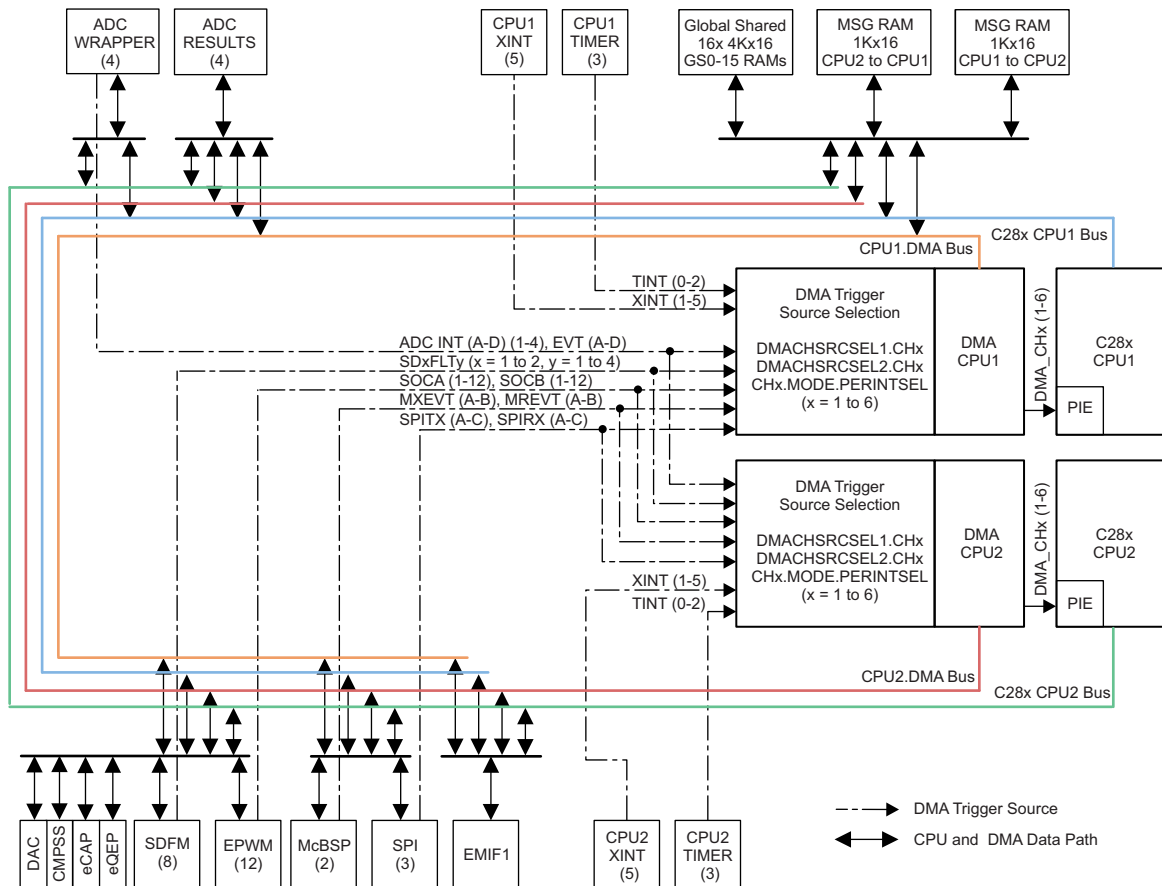 ADC
WRAPPER
(4)
ADC
RESULTS
(4)
CPU1
XINT
(5)
CPU1
TIMER
(3)
Global Shared
16x 4Kx16
GS0-15 RAMs
MSG RAM
1Kx16
CPU2 to CPU1
MSG RAM
1Kx16
CPU1 to CPU2
C28x CPU1 Bus
CPU1.DMA Bus
TINT (0-2)
XINT (1-5)
ADC INT (A-D) (1-4), EVT (A-D)
SDxFLTy (x = 1 to 2, y = 1 to 4)
SOCA (1-12), SOCB (1-12)
MXEVT (A-B), MREVT (A-B)
SPITX (A-C), SPIRX (A-C)
DMA Trigger
Source Selection
DMACHSRCSEL1.CHx
DMACHSRCSEL2.CHx
CHx.MODE.PERINTSEL
(x = 1 to 6)
DMA
CPU1
DMA_CHx (1-6)
C28x
CPU1
PIE
DMA Trigger
Source Selection
DMACHSRCSEL1.CHx
DMACHSRCSEL2.CHx
CHx.MODE.PERINTSEL
(x = 1 to 6)
DMA
CPU2
DMA_CHx (1-6)
C28x
CPU2
PIE
XINT (1-5)
TINT (0-2)
CPU2.DMA Bus
C28x CPU2 Bus
DAC
CMPSS
eCAP
eQEP
SDFM
(8)
EPWM
(12)
McBSP
(2)
SPI
(3)
EMIF1
CPU2
XINT
(5)
CPU2
TIMER
(3)
DMA Trigger Source
CPU and DMA Data Path